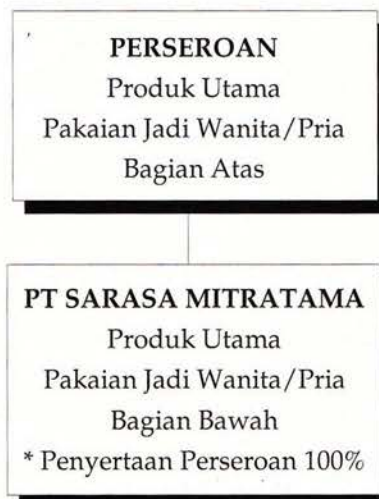 PERSEROAN
Produk Utama
Pakaian Jadi Wanita/Pria
Bagian Atas
PT SARASA MITRATAMA
Produk Utama
Pakaian Jadi Wanita/Pria
Bagian Bawah
* Penyertaan Perseroan 100%